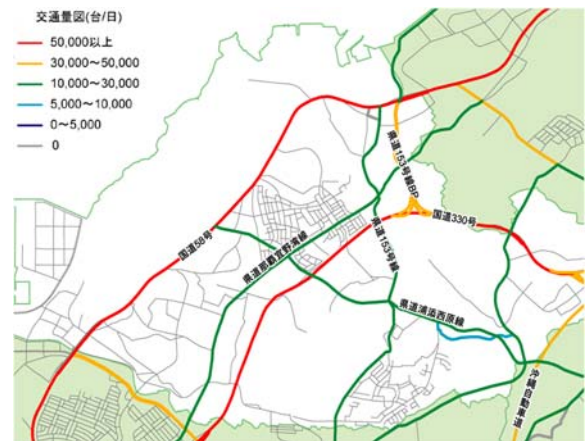 交通量図(台/日)
50,000以上
30,000～50,000
10,000～30,000
5,000～10,000
0～5,000
0
県道153号線BP
国道330号
国道58号
県道那覇宜野湾線
県道153号線
県道浦添西原線
沖縄自動車道